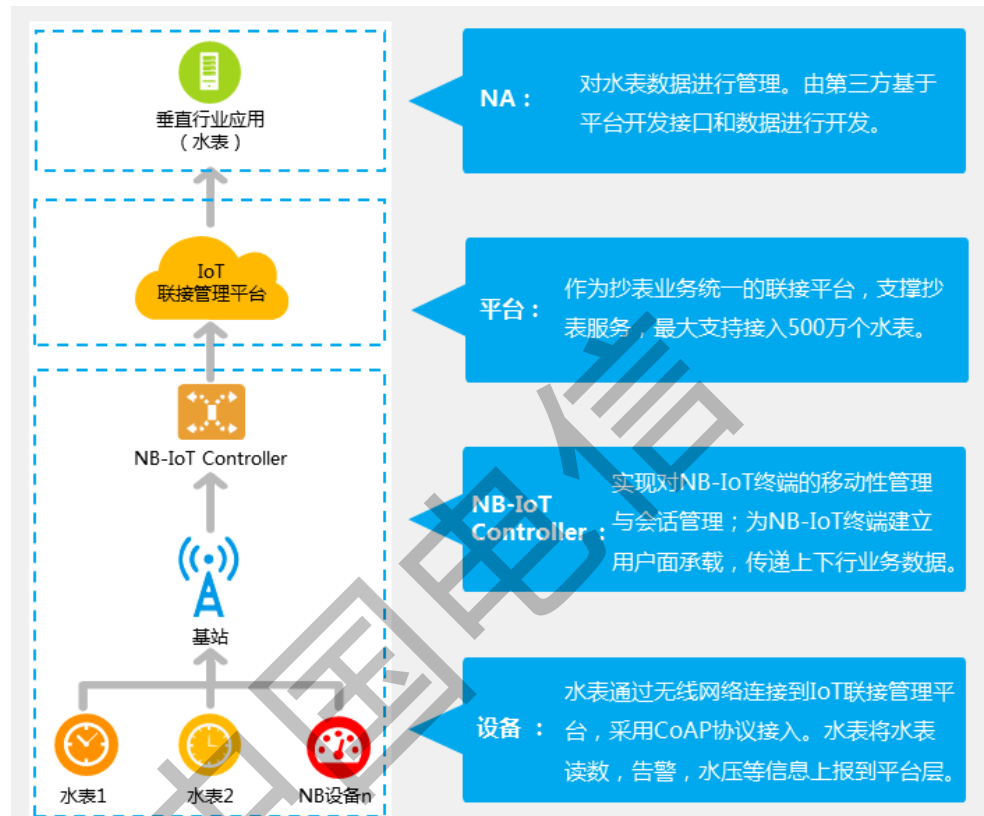 垂直行业应用
（水表）
NA：
对水表数据进行管理。由第三方基于
平台开发接口和数据进行开发。
IoT
联接管理平台
平台：
作为抄表业务统一的联接平台，支撑抄
表服务，最大支持接入500万个水表。
NB-IoT Controller
NB-IoT
Controller：
实现对NB-IoT终端的移动性管理
与会话管理；为NB-IoT终端建立
用户面承载，传递上下行业务数据。
基站
设备：
水表通过无线网络连接到IoT联接管理平
台，采用CoAP协议接入。水表将水表
读数，告警，水压等信息上报到平台层。
水表1
水表2
NB设备n
中国电信